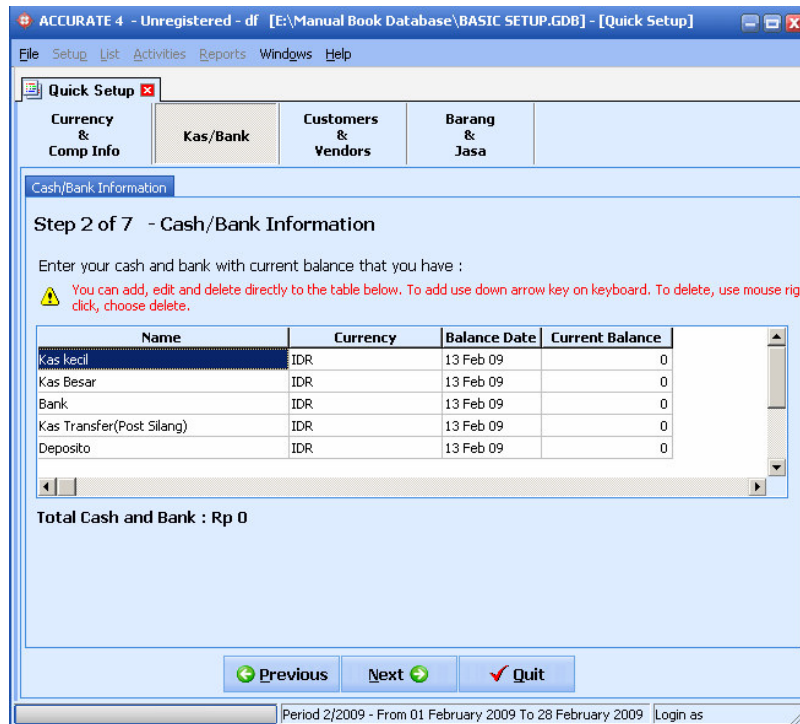 ACCURATE 4 - Unregistered - df [E:\Manual Book Database\BASIC SETUP.GDB] - [Quick Setup]
File Setup List Activities Reports Windows Help
Quick Setup
Currency & Comp Info
Kas/Bank
Customers & Vendors
Barang & Jasa
Cash/Bank Information
Step 2 of 7 - Cash/Bank Information
Enter your cash and bank with current balance that you have :
You can add, edit and delete directly to the table below. To add use down arrow key on keyboard. To delete, use mouse rig
click, choose delete.
Name Currency Balance Date Current Balance
Kas kecil IDR 13 Feb 09 0
Kas Besar IDR 13 Feb 09 0
Bank IDR 13 Feb 09 0
Kas Transfer(Post Silang) IDR 13 Feb 09 0
Deposito IDR 13 Feb 09 0
Total Cash and Bank : Rp 0
Previous Next Quit
Period 2/2009 - From 01 February 2009 To 28 February 2009 Login as